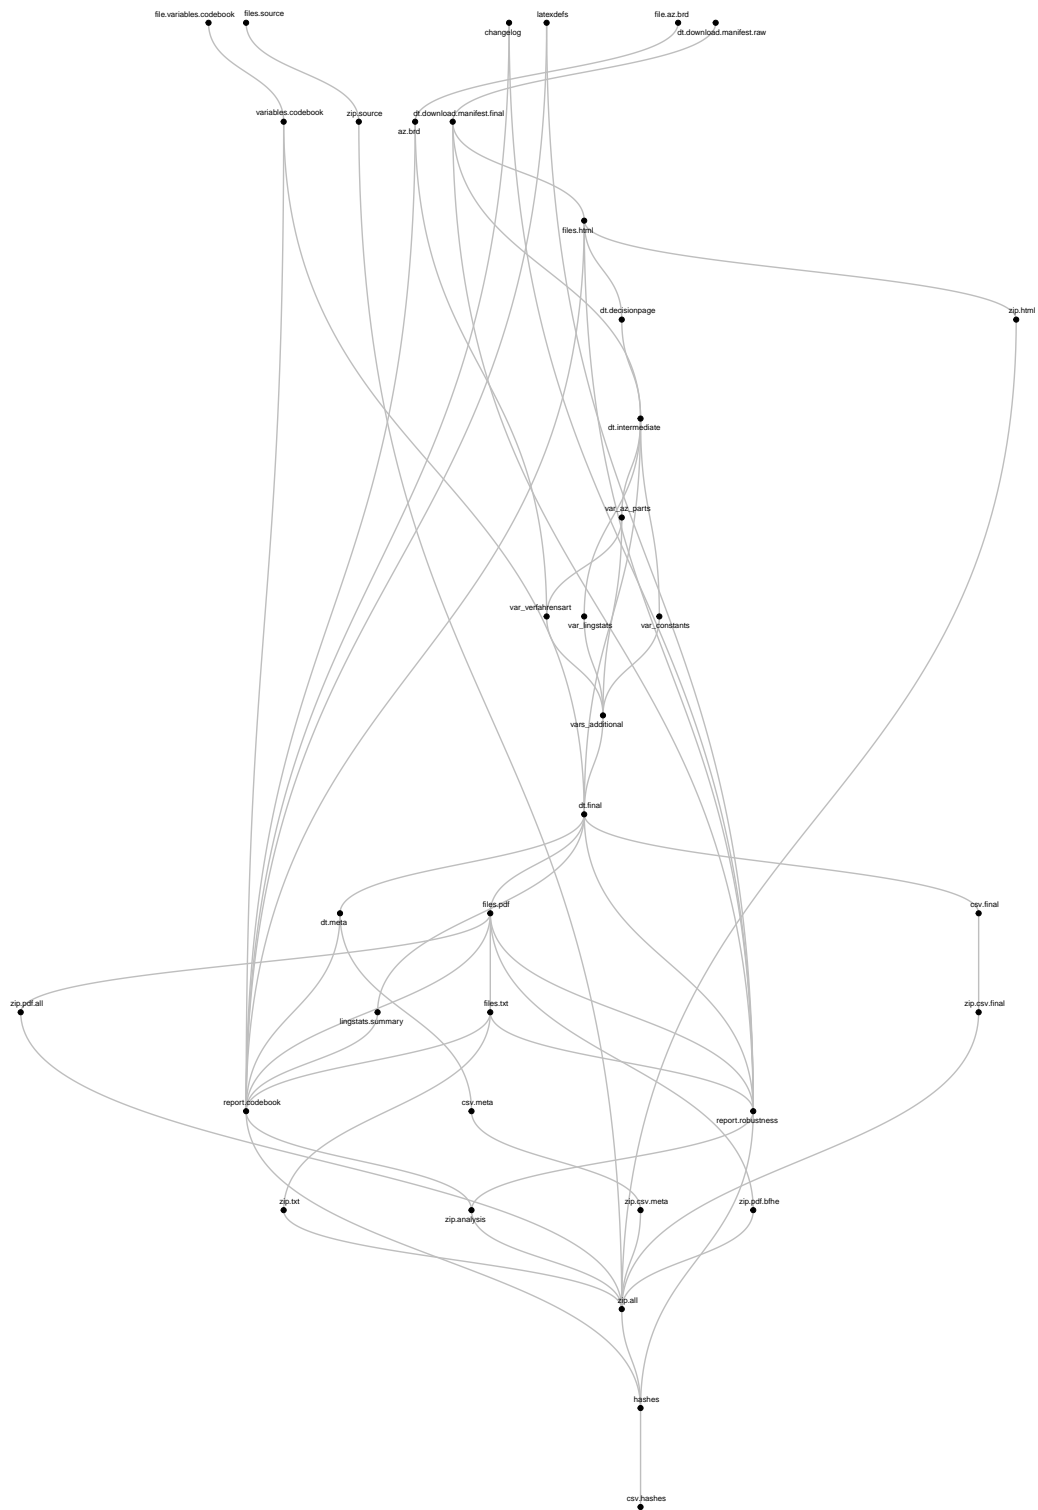 file.variables.codebook
files.source
latexdefs
file.az.brd
changelog
dt.download.manifest.raw
variables.codebook
zip.source
dt.download.manifest.final
az.brd
files.html
dt.decisionpage
zip.html
dt.intermediate
var_az_parts
var_verfahrensart
var_lingstats
var_constants
vars_additional
dt.final
files.pdf
csv.final
dt.meta
zip.pdf.all
files.txt
zip.csv.final
lingstats.summary
report.codebook
csv.meta
report.robustness
zip.txt
zip.csv.meta
zip.pdf.bfhe
zip.analysis
zip.all
hashes
csv.hashes